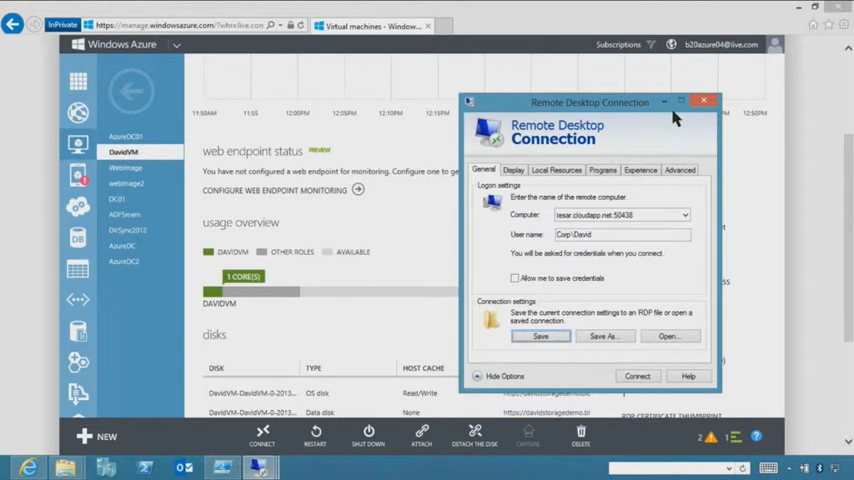 InPrivate
https://manage.windowsazure.com/?whr=live.com
Virtual machines - Window...
Windows Azure
Subscriptions
b20azure04@live.com
11:50AM
11:55AM
12:00PM
12:05PM
12:10PM
12:15PM
12:50PM
AzureDC01
DavidVM
WebImage
webimage2
DC01
ADFSmem
DirSync2012
AzureDC
AzureDC2
web endpoint status
PREVIEW
You have not configured a web endpoint for monitoring. Configure one to ge
CONFIGURE WEB ENDPOINT MONITORING
usage overview
DAVIDVM
OTHER ROLES
AVAILABLE
1 CORE(S)
DAVIDVM
disks
DISK
TYPE
HOST CACHE
DavidVM-DavidVM-0-2013...
OS disk
Read/Write
DavidVM-DavidVM-0-2013...
Data disk
None
https://davidstoragedemo.bl
RDP CERTIFICATE THUMBPRINT
Remote Desktop Connection
Remote Desktop
Connection
General
Display
Local Resources
Programs
Experience
Advanced
Logon settings
Enter the name of the remote computer.
Computer:
tesar.cloudapp.net:50438
User name:
Corp\David
You will be asked for credentials when you connect.
Allow me to save credentials
Connection settings
Save the current connection settings to an RDP file or open a
saved connection.
Save
Save As...
Open...
Hide Options
Connect
Help
NEW
CONNECT
RESTART
SHUT DOWN
ATTACH
DETACH THE DISK
CAPTURE
DELETE
2
1